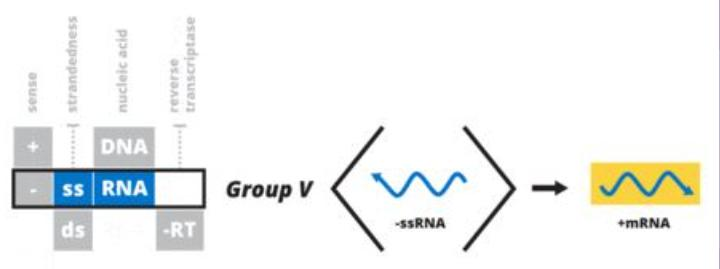 sense
strandedness
nucleic acid
reverse
transcriptase
+
DNA
-
ss
RNA
ds
-RT
Group V
-ssRNA
+mRNA